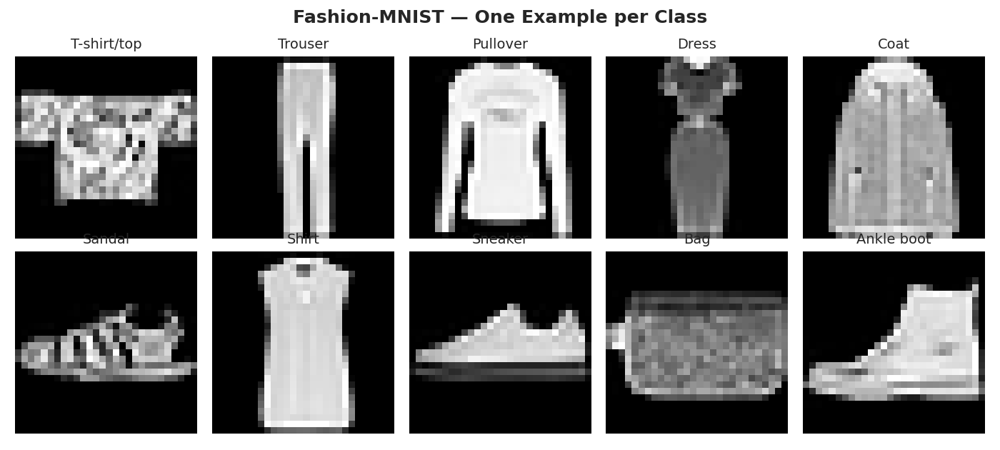 Fashion-MNIST — One Example per Class
T-shirt/top Trouser Pullover Dress Coat
Sandal Shirt Sneaker Bag Ankle boot